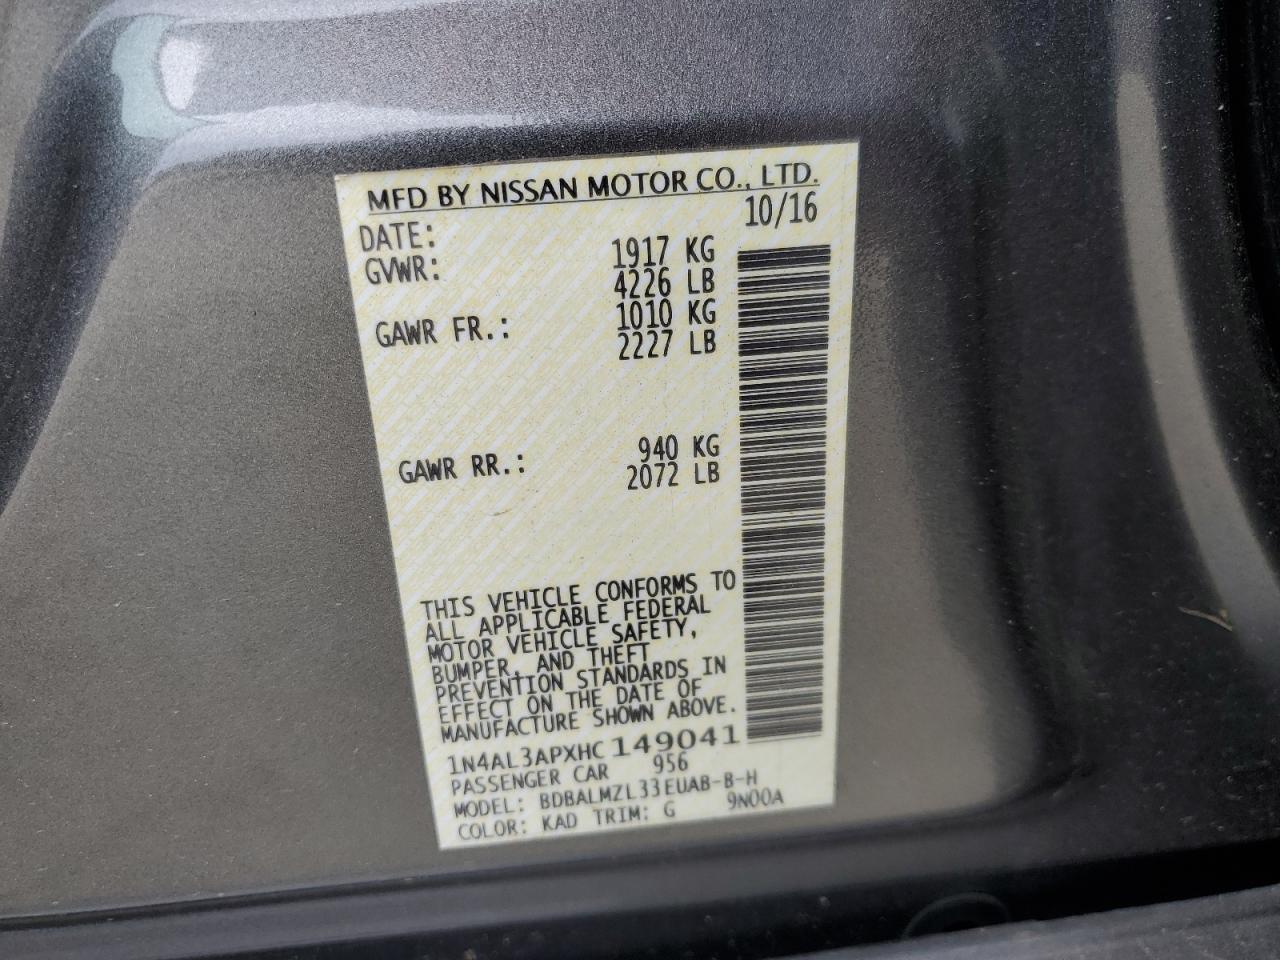 MFD BY NISSAN MOTOR CO., LTD.
DATE: 10/16
GVWR: 1917 KG
4226 LB
GAWR FR.: 1010 KG
2227 LB
GAWR RR.: 940 KG
2072 LB
THIS VEHICLE CONFORMS TO
ALL APPLICABLE FEDERAL
MOTOR VEHICLE SAFETY,
BUMPER, AND THEFT
PREVENTION STANDARDS IN
EFFECT ON THE DATE OF
MANUFACTURE SHOWN ABOVE.
1N4AL3APXHC149041
PASSENGER CAR 956
MODEL: BDBALMZL33EUAB-B-H
COLOR: KAD TRIM: G 9N00A